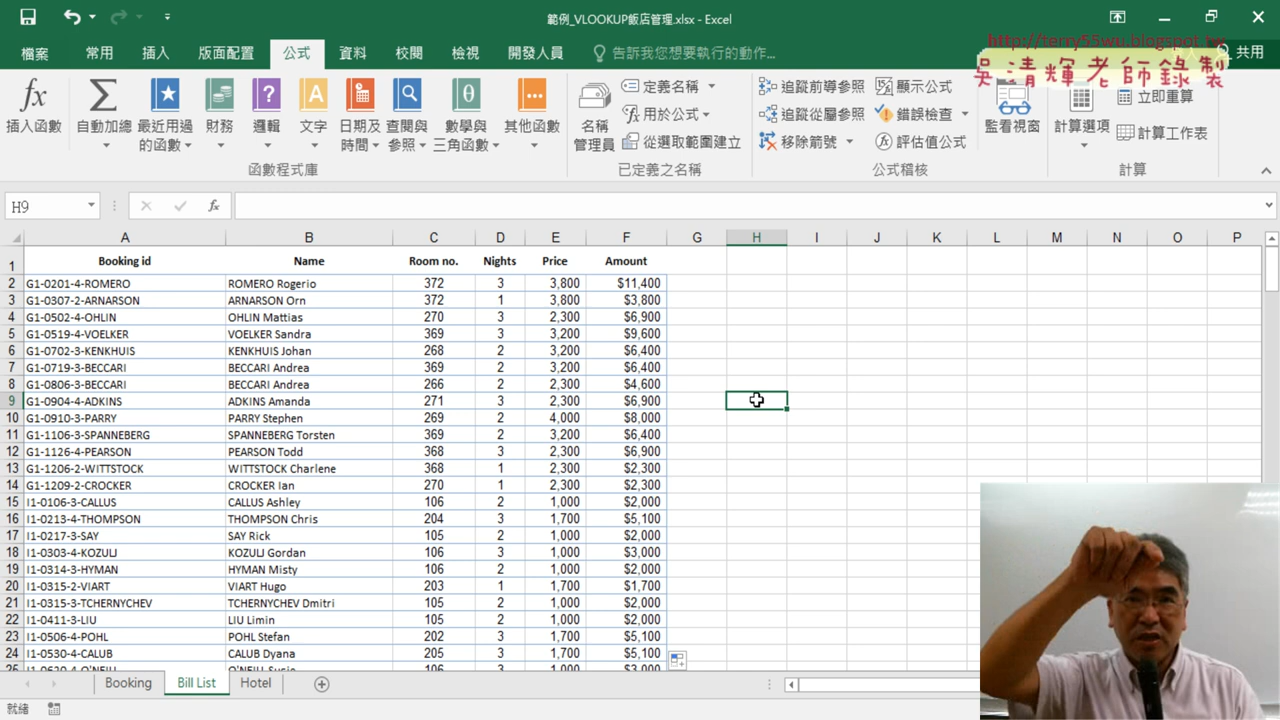 範例_VLOOKUP飯店管理.xlsx - Excel
http://terry55wu.blogspot.tw
吳清輝老師錄製
檔案 常用 插入 版面配置 公式 資料 校閱 檢視 開發人員 告訴我您想要執行的動作... 共用
插入函數 自動加總 最近用過的函數 財務 邏輯 文字 日期及時間 查閱與參照 數學與三角函數 其他函數
函數程式庫
名稱管理員 定義名稱 用於公式 從選取範圍建立
已定義之名稱
追蹤前導參照 追蹤從屬參照 移除箭號 顯示公式 錯誤檢查 評估值公式 監看視窗
公式稽核
計算選項 立即重算 計算工作表
計算
H9 fx
A B C D E F G H I J K L M N O P
1 Booking id Name Room no. Nights Price Amount
2 G1-0201-4-ROMERO ROMERO Rogerio 372 3 3,800 $11,400
3 G1-0307-2-ARNARSON ARNARSON Orn 372 1 3,800 $3,800
4 G1-0502-4-OHLIN OHLIN Mattias 270 3 2,300 $6,900
5 G1-0519-4-VOELKER VOELKER Sandra 369 3 3,200 $9,600
6 G1-0702-3-KENKHUIS KENKHUIS Johan 268 2 3,200 $6,400
7 G1-0719-3-BECCARI BECCARI Andrea 369 2 3,200 $6,400
8 G1-0806-3-BECCARI BECCARI Andrea 266 2 2,300 $4,600
9 G1-0904-4-ADKINS ADKINS Amanda 271 3 2,300 $6,900
10 G1-0910-3-PARRY PARRY Stephen 269 2 4,000 $8,000
11 G1-1106-3-SPANNEBERG SPANNEBERG Torsten 369 2 3,200 $6,400
12 G1-1126-4-PEARSON PEARSON Todd 368 3 2,300 $6,900
13 G1-1206-2-WITTSTOCK WITTSTOCK Charlene 368 1 2,300 $2,300
14 G1-1209-2-CROCKER CROCKER Ian 270 1 2,300 $2,300
15 I1-0106-3-CALLUS CALLUS Ashley 106 2 1,000 $2,000
16 I1-0213-4-THOMPSON THOMPSON Chris 204 3 1,700 $5,100
17 I1-0217-3-SAY SAY Rick 105 2 1,000 $2,000
18 I1-0303-4-KOZULJ KOZULJ Gordan 106 3 1,000 $3,000
19 I1-0314-3-HYMAN HYMAN Misty 106 2 1,000 $2,000
20 I1-0315-2-VIART VIART Hugo 203 1 1,700 $1,700
21 I1-0315-3-TCHERNYCHEV TCHERNYCHEV Dmitri 105 2 1,000 $2,000
22 I1-0411-3-LIU LIU Limin 105 2 1,000 $2,000
23 I1-0506-4-POHL POHL Stefan 202 3 1,700 $5,100
24 I1-0530-4-CALUB CALUB Dyana 205 3 1,700 $5,100
Booking Bill List Hotel
就緒